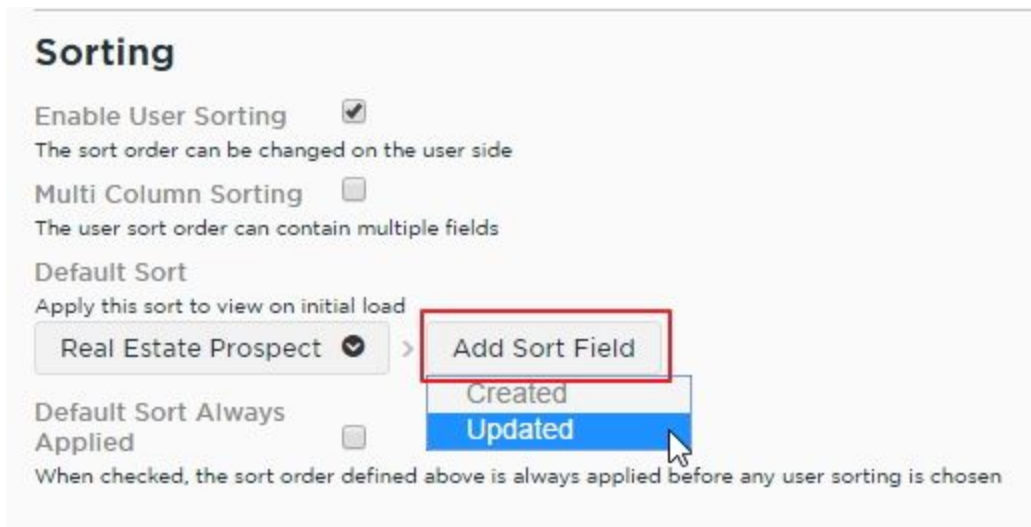 Sorting
Enable User Sorting
The sort order can be changed on the user side
Multi Column Sorting
The user sort order can contain multiple fields
Default Sort
Apply this sort to view on initial load
Real Estate Prospect > Add Sort Field
Created
Updated
Default Sort Always
Applied
When checked, the sort order defined above is always applied before any user sorting is chosen